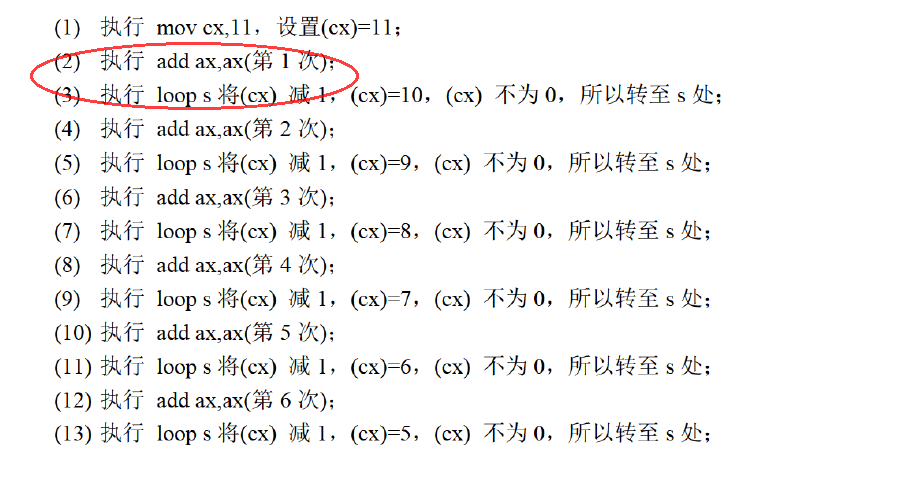 (1) 执行 mov cx,11，设置(cx)=11；
(2) 执行 add ax,ax(第 1 次)；
(3) 执行 loop s 将(cx) 减 1，(cx)=10，(cx) 不为 0，所以转至 s 处；
(4) 执行 add ax,ax(第 2 次)；
(5) 执行 loop s 将(cx) 减 1，(cx)=9，(cx) 不为 0，所以转至 s 处；
(6) 执行 add ax,ax(第 3 次)；
(7) 执行 loop s 将(cx) 减 1，(cx)=8，(cx) 不为 0，所以转至 s 处；
(8) 执行 add ax,ax(第 4 次)；
(9) 执行 loop s 将(cx) 减 1，(cx)=7，(cx) 不为 0，所以转至 s 处；
(10) 执行 add ax,ax(第 5 次)；
(11) 执行 loop s 将(cx) 减 1，(cx)=6，(cx) 不为 0，所以转至 s 处；
(12) 执行 add ax,ax(第 6 次)；
(13) 执行 loop s 将(cx) 减 1，(cx)=5，(cx) 不为 0，所以转至 s 处；